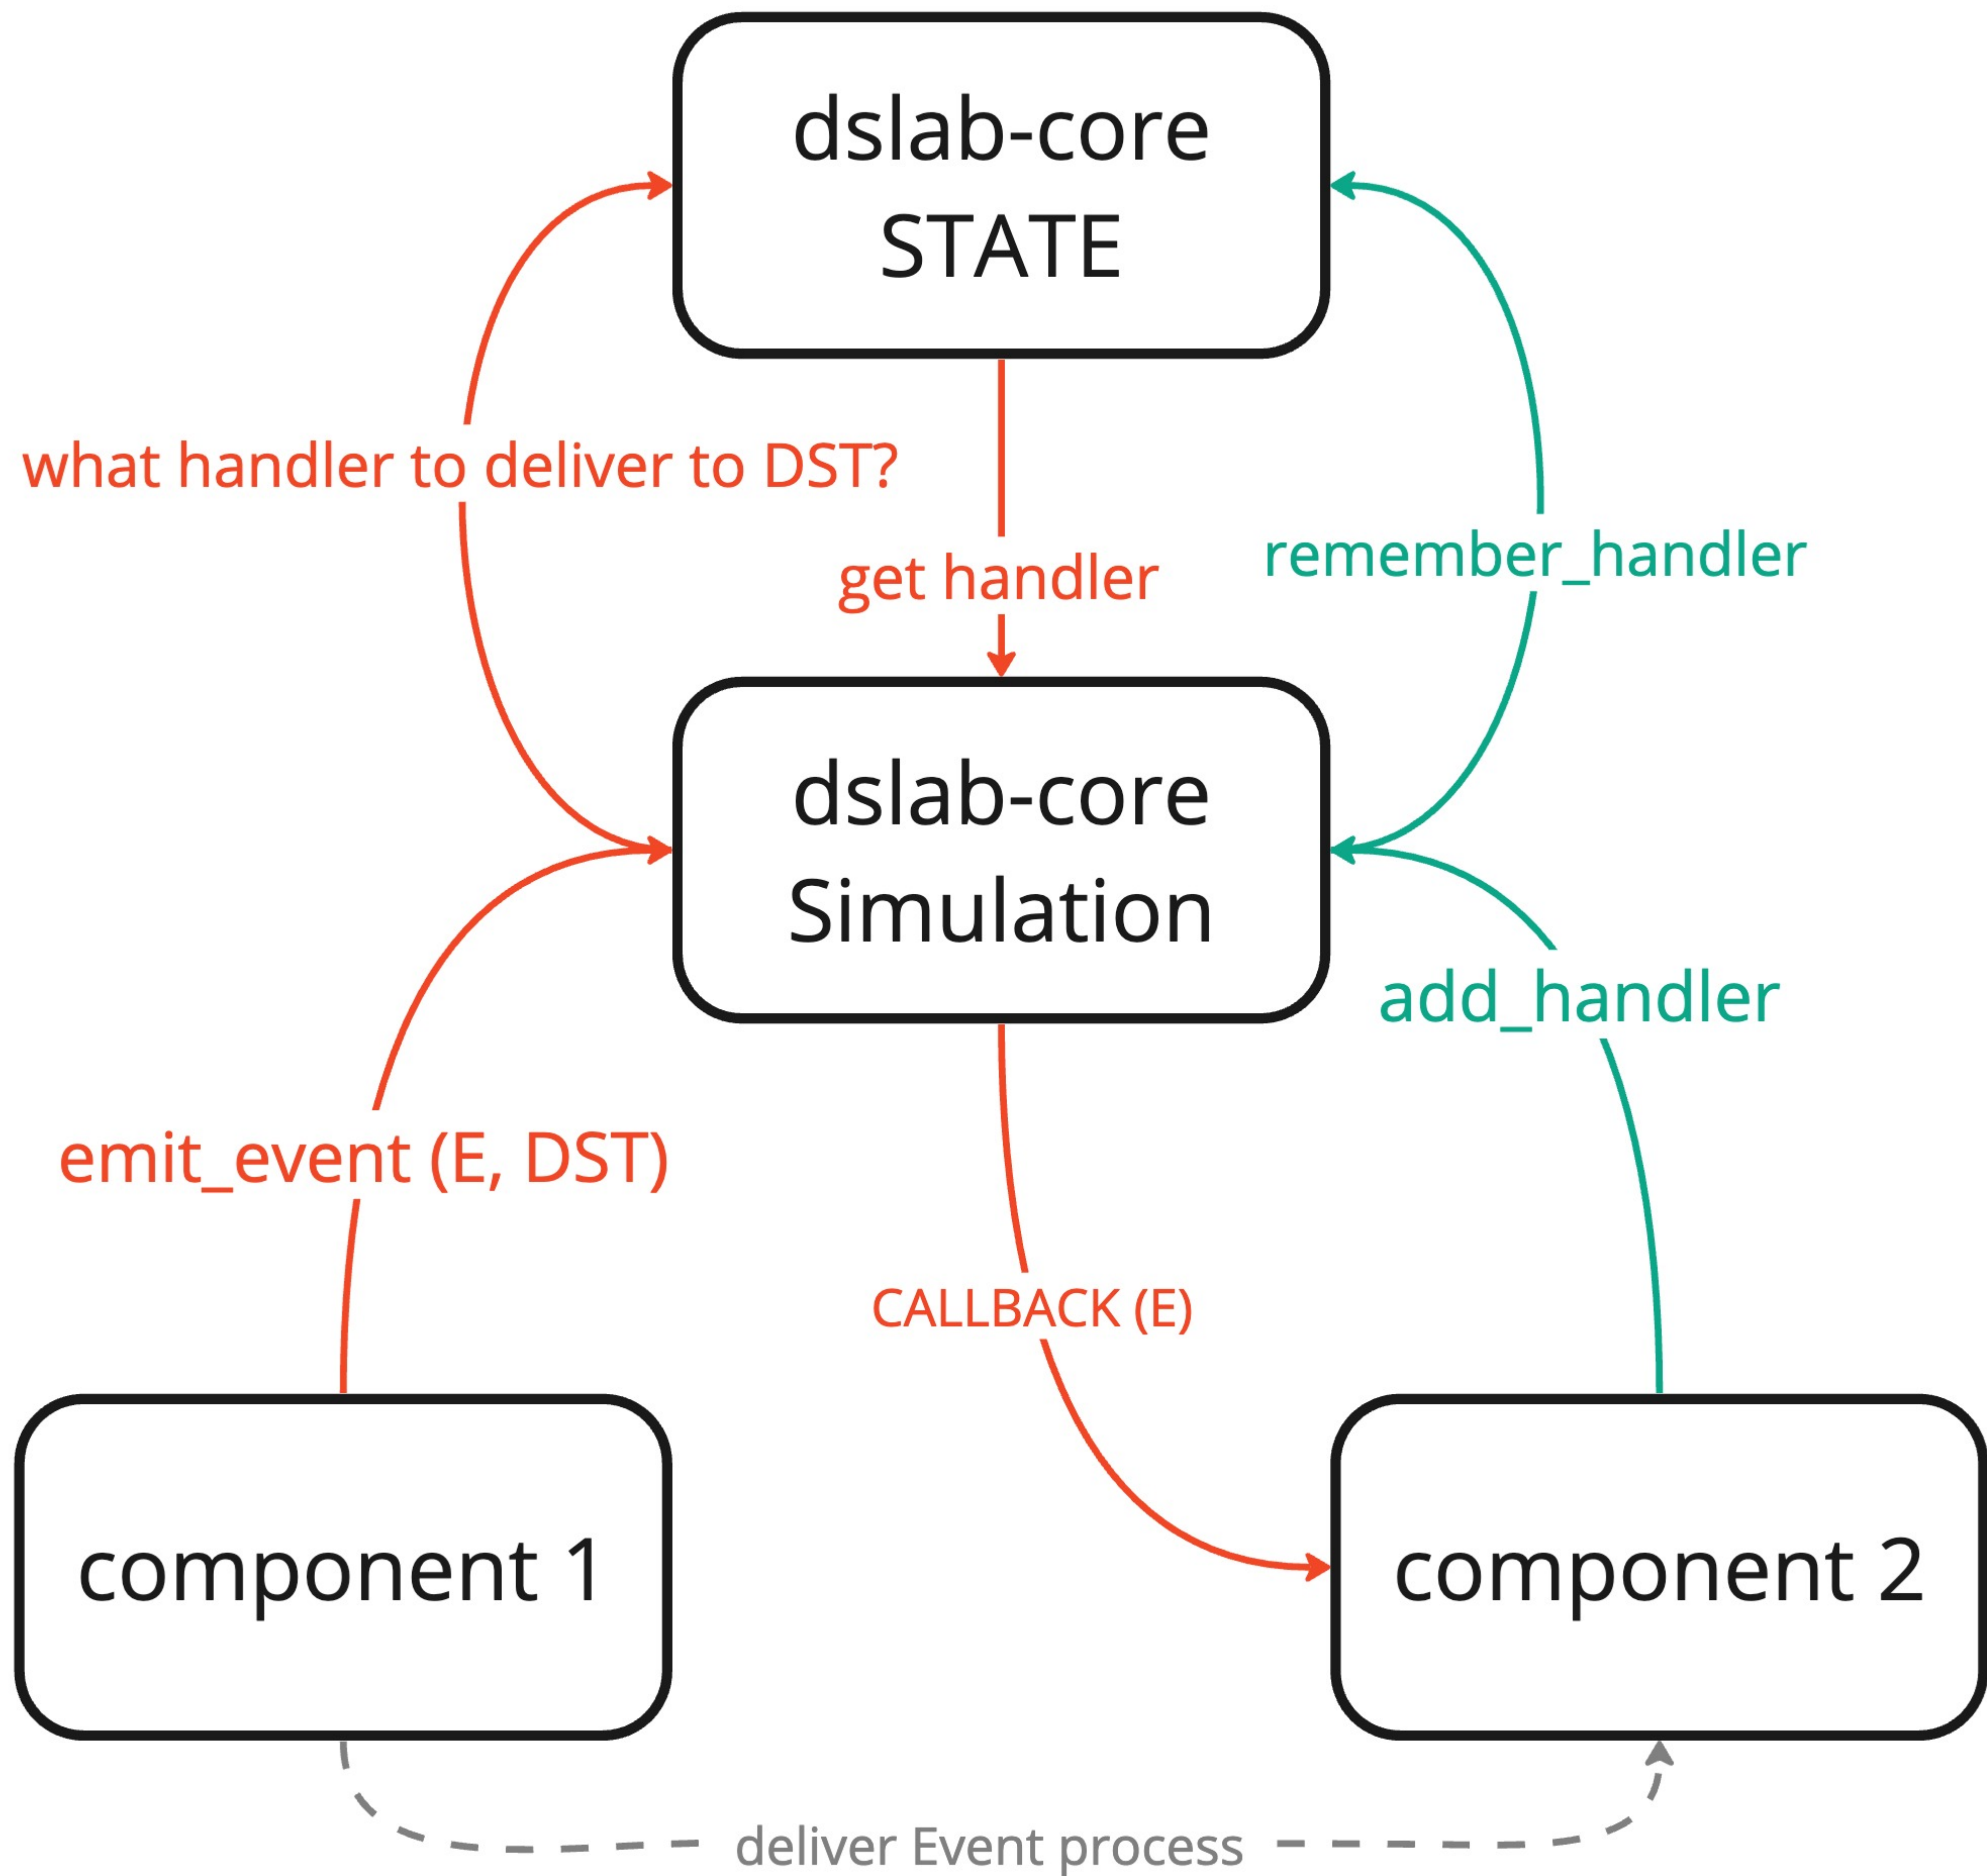 dslab-core
STATE
what handler to deliver to DST?
get handler
remember_handler
dslab-core
Simulation
add_handler
emit_event (E, DST)
CALLBACK (E)
component 1
component 2
deliver Event process